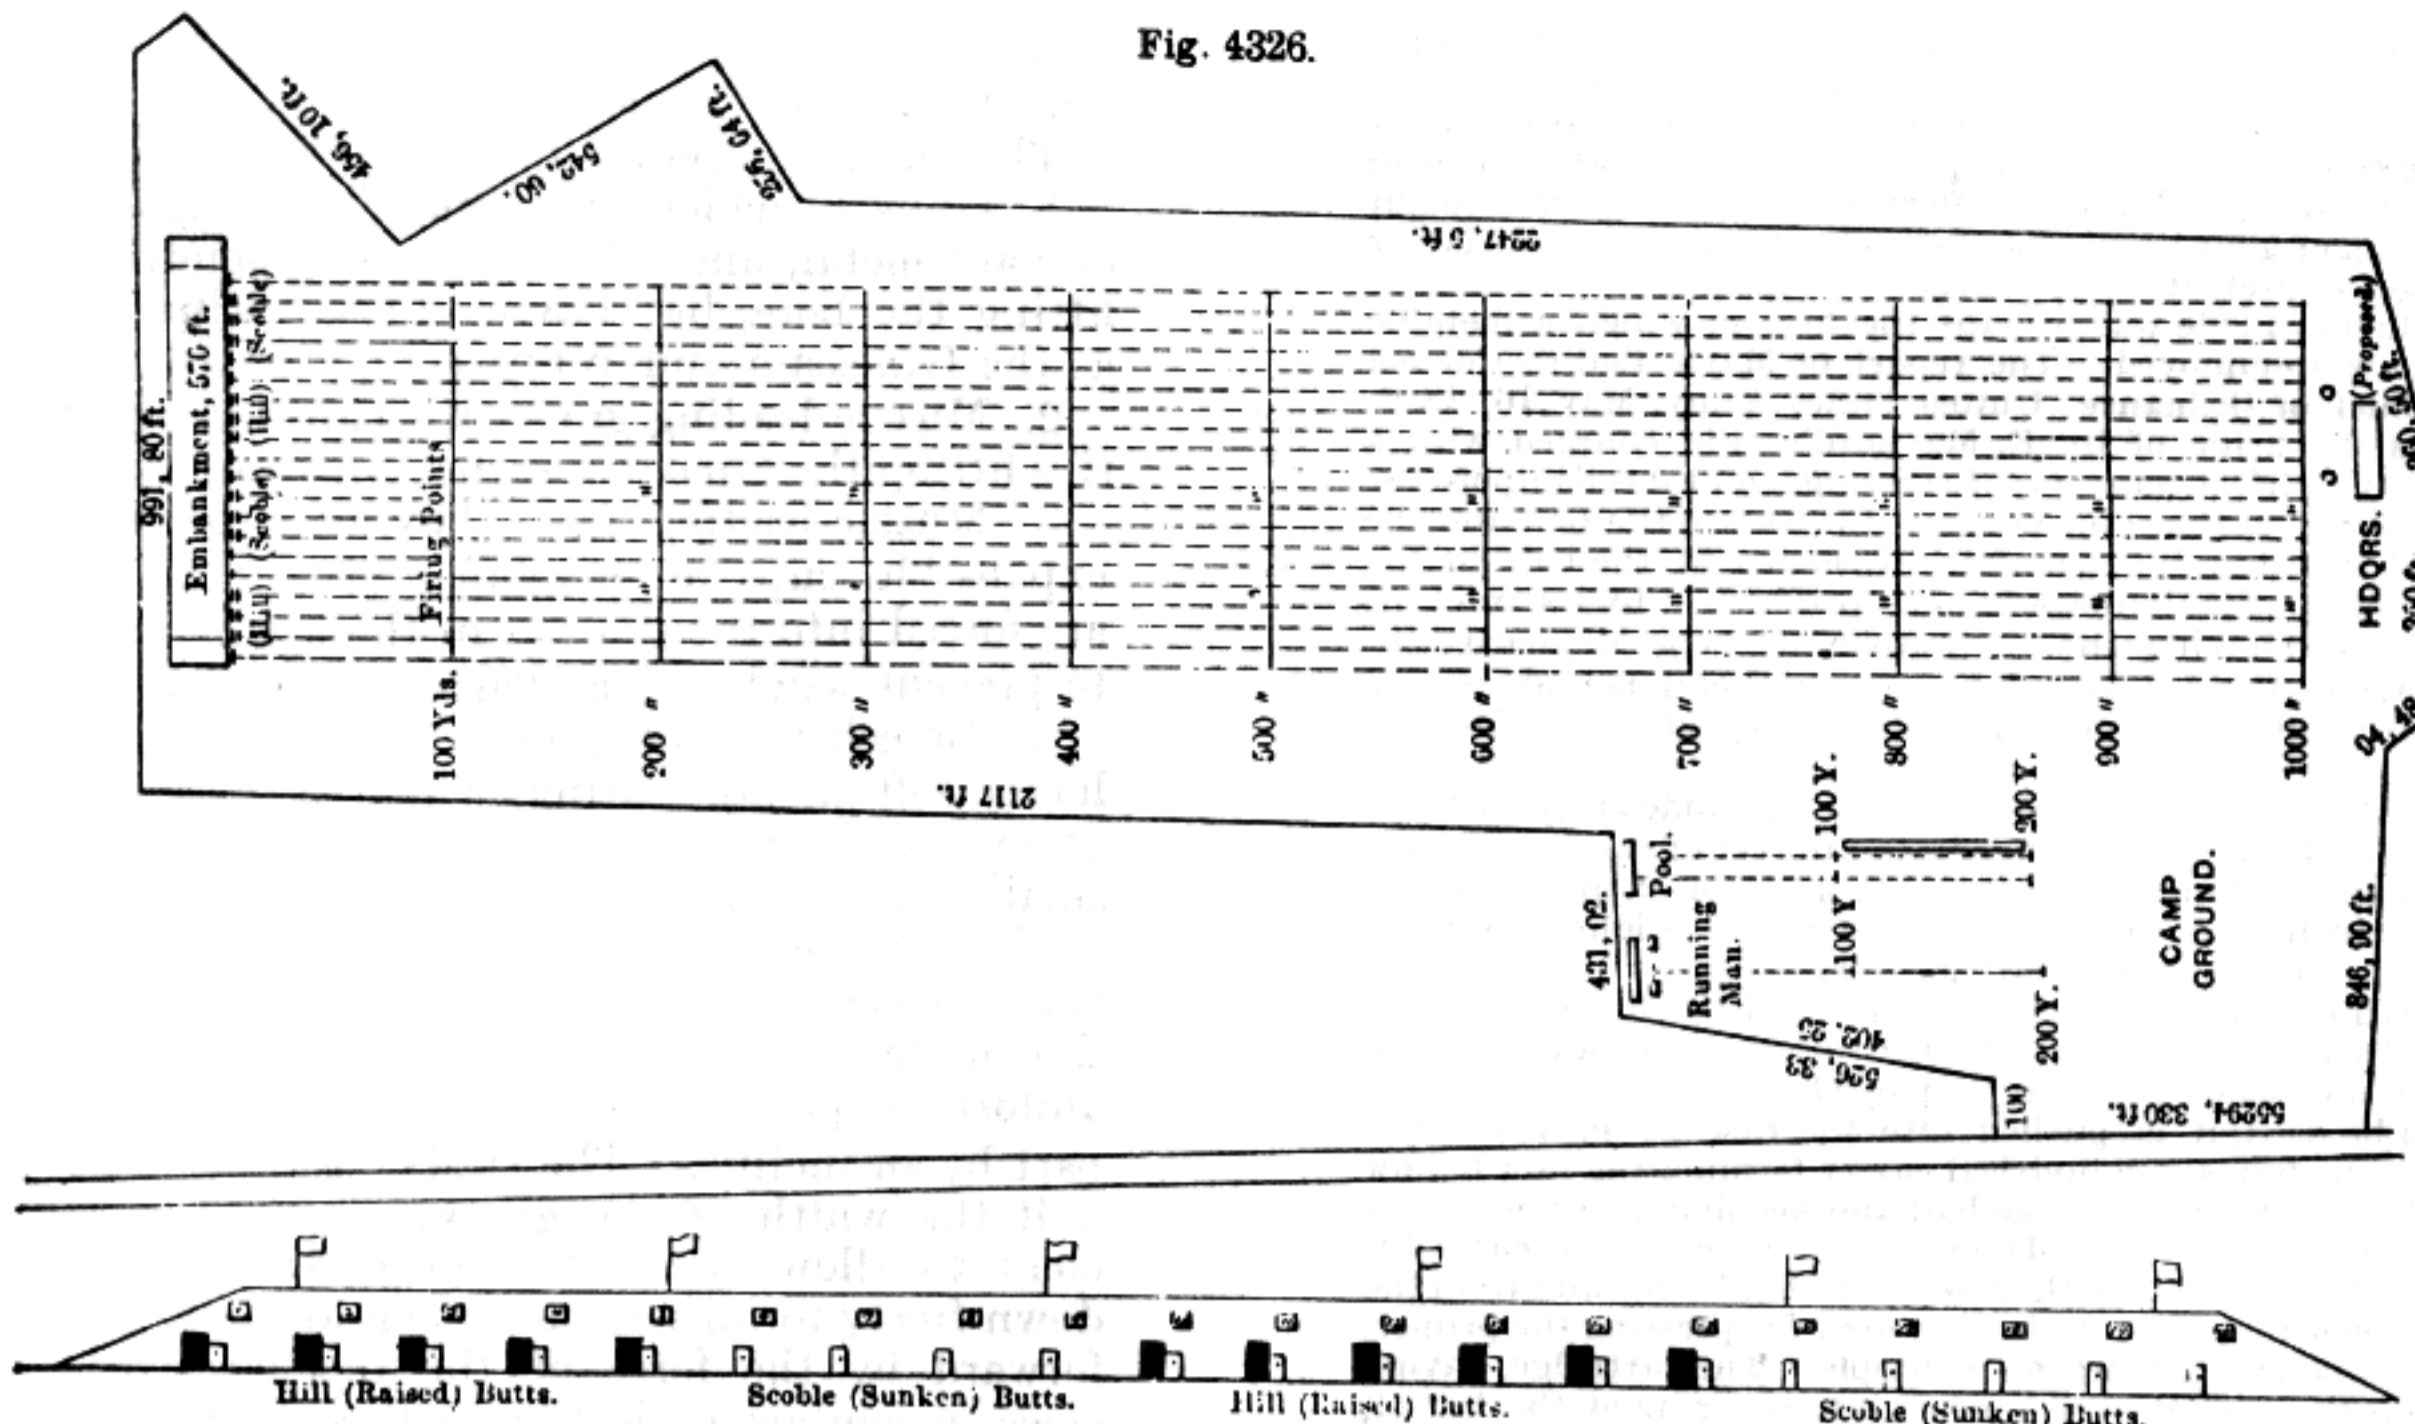 Fig. 4326.
456, 10 ft.
542, 60.
256, 64 ft.
2247, 5 ft.
991, 80 ft.
Embankment, 570 ft.
(Hill) (Scoble) (Hill) (Scoble)
Firing Points
100 Yds.
200 "
300 "
400 "
500 "
600 "
700 "
800 "
900 "
1000 "
HDQRS.
(Proposed)
260 ft.
2117 ft.
431, 02.
Pool.
100 Y.
200 Y.
Running
Man.
100 Y
200 Y.
402. 25
526, 33
100
CAMP
GROUND.
846, 90 ft.
55294, 330 ft.
Hill (Raised) Butts.
Scoble (Sunken) Butts.
Hill (Raised) Butts.
Scoble (Sunken) Butts.